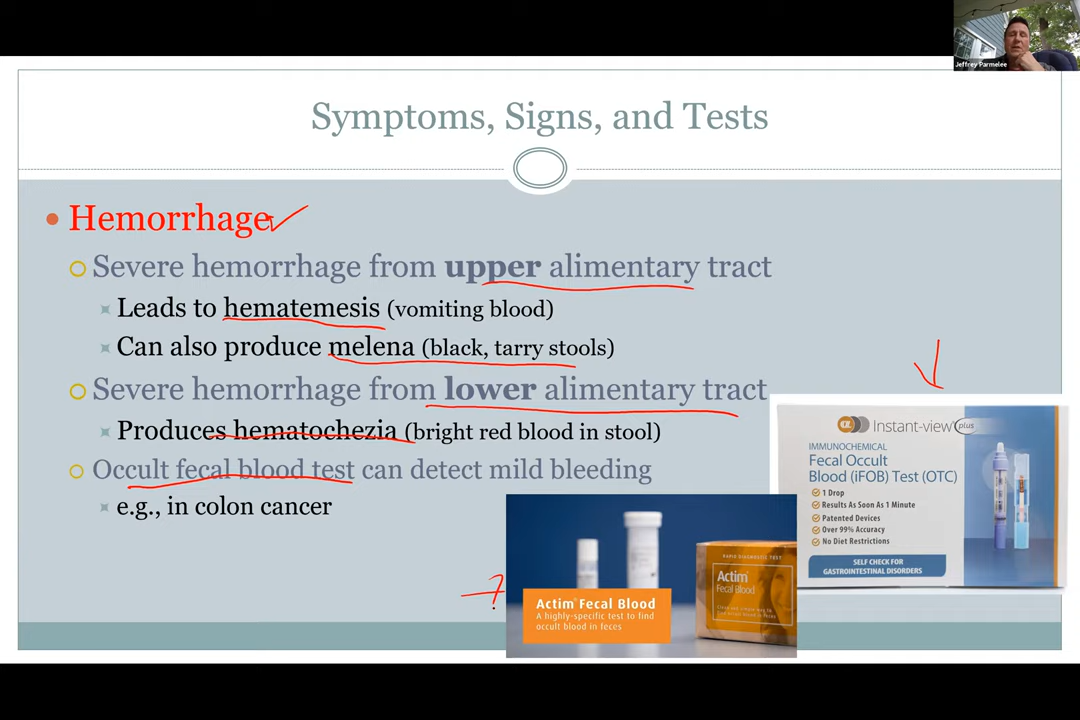 Jeffrey Parmelee
Symptoms, Signs, and Tests
Hemorrhage
Severe hemorrhage from upper alimentary tract
Leads to hematemesis (vomiting blood)
Can also produce melena (black, tarry stools)
Severe hemorrhage from lower alimentary tract
Produces hematochezia (bright red blood in stool)
Occult fecal blood test can detect mild bleeding
e.g., in colon cancer
Instant-view plus
IMMUNOCHEMICAL
Fecal Occult
Blood (iFOB) Test (OTC)
1 Drop
Results As Soon As 1 Minute
Patented Devices
Over 99% Accuracy
No Diet Restrictions
SELF CHECK FOR
GASTROINTESTINAL DISORDERS
RAPID DIAGNOSTIC TEST
Actim
Fecal Blood
Actim Fecal Blood
A highly-specific test to find
occult blood in feces